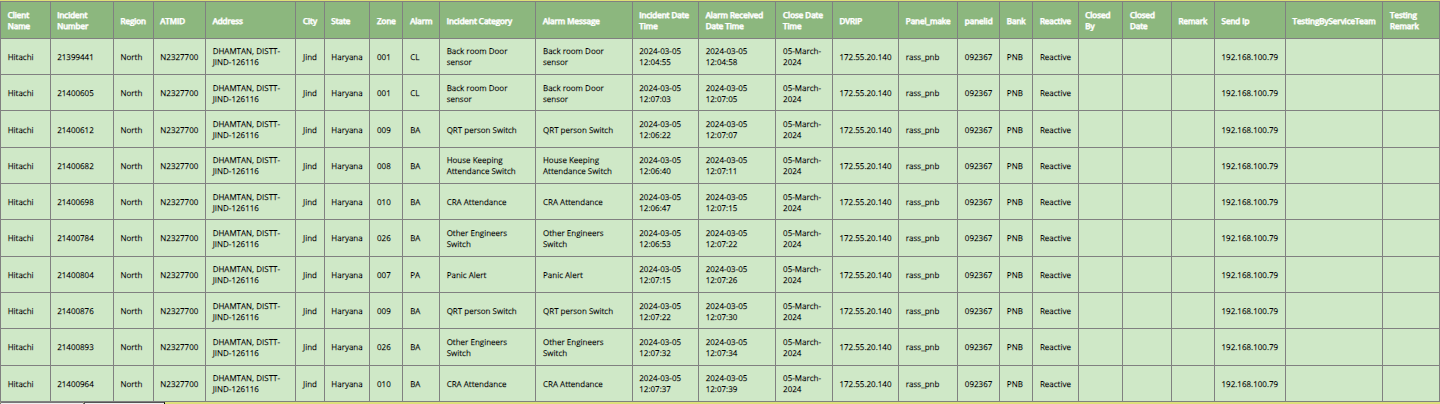 Client Name Incident Number Region ATMID Address City State Zone Alarm Incident Category Alarm Message Incident Date Time Alarm Received Date Time Close Date Time DVRIP Panel_make panelid Bank Reactive Closed By Closed Date Remark Send Ip TestingByServiceTeam Testing Remark
Hitachi 21399441 North N2327700 DHAMTAN, DISTT-JIND-126116 Jind Haryana 001 CL Back room Door sensor Back room Door sensor 2024-03-05 12:04:55 2024-03-05 12:04:58 05-March-2024 172.55.20.140 rass_pnb 092367 PNB Reactive 192.168.100.79
Hitachi 21400605 North N2327700 DHAMTAN, DISTT-JIND-126116 Jind Haryana 001 CL Back room Door sensor Back room Door sensor 2024-03-05 12:07:03 2024-03-05 12:07:05 05-March-2024 172.55.20.140 rass_pnb 092367 PNB Reactive 192.168.100.79
Hitachi 21400612 North N2327700 DHAMTAN, DISTT-JIND-126116 Jind Haryana 009 BA QRT person Switch QRT person Switch 2024-03-05 12:06:22 2024-03-05 12:07:07 05-March-2024 172.55.20.140 rass_pnb 092367 PNB Reactive 192.168.100.79
Hitachi 21400682 North N2327700 DHAMTAN, DISTT-JIND-126116 Jind Haryana 008 BA House Keeping Attendance Switch House Keeping Attendance Switch 2024-03-05 12:06:40 2024-03-05 12:07:11 05-March-2024 172.55.20.140 rass_pnb 092367 PNB Reactive 192.168.100.79
Hitachi 21400698 North N2327700 DHAMTAN, DISTT-JIND-126116 Jind Haryana 010 BA CRA Attendance CRA Attendance 2024-03-05 12:06:47 2024-03-05 12:07:15 05-March-2024 172.55.20.140 rass_pnb 092367 PNB Reactive 192.168.100.79
Hitachi 21400784 North N2327700 DHAMTAN, DISTT-JIND-126116 Jind Haryana 026 BA Other Engineers Switch Other Engineers Switch 2024-03-05 12:06:53 2024-03-05 12:07:22 05-March-2024 172.55.20.140 rass_pnb 092367 PNB Reactive 192.168.100.79
Hitachi 21400804 North N2327700 DHAMTAN, DISTT-JIND-126116 Jind Haryana 007 PA Panic Alert Panic Alert 2024-03-05 12:07:15 2024-03-05 12:07:26 05-March-2024 172.55.20.140 rass_pnb 092367 PNB Reactive 192.168.100.79
Hitachi 21400876 North N2327700 DHAMTAN, DISTT-JIND-126116 Jind Haryana 009 BA QRT person Switch QRT person Switch 2024-03-05 12:07:22 2024-03-05 12:07:30 05-March-2024 172.55.20.140 rass_pnb 092367 PNB Reactive 192.168.100.79
Hitachi 21400893 North N2327700 DHAMTAN, DISTT-JIND-126116 Jind Haryana 026 BA Other Engineers Switch Other Engineers Switch 2024-03-05 12:07:32 2024-03-05 12:07:34 05-March-2024 172.55.20.140 rass_pnb 092367 PNB Reactive 192.168.100.79
Hitachi 21400964 North N2327700 DHAMTAN, DISTT-JIND-126116 Jind Haryana 010 BA CRA Attendance CRA Attendance 2024-03-05 12:07:37 2024-03-05 12:07:39 05-March-2024 172.55.20.140 rass_pnb 092367 PNB Reactive 192.168.100.79